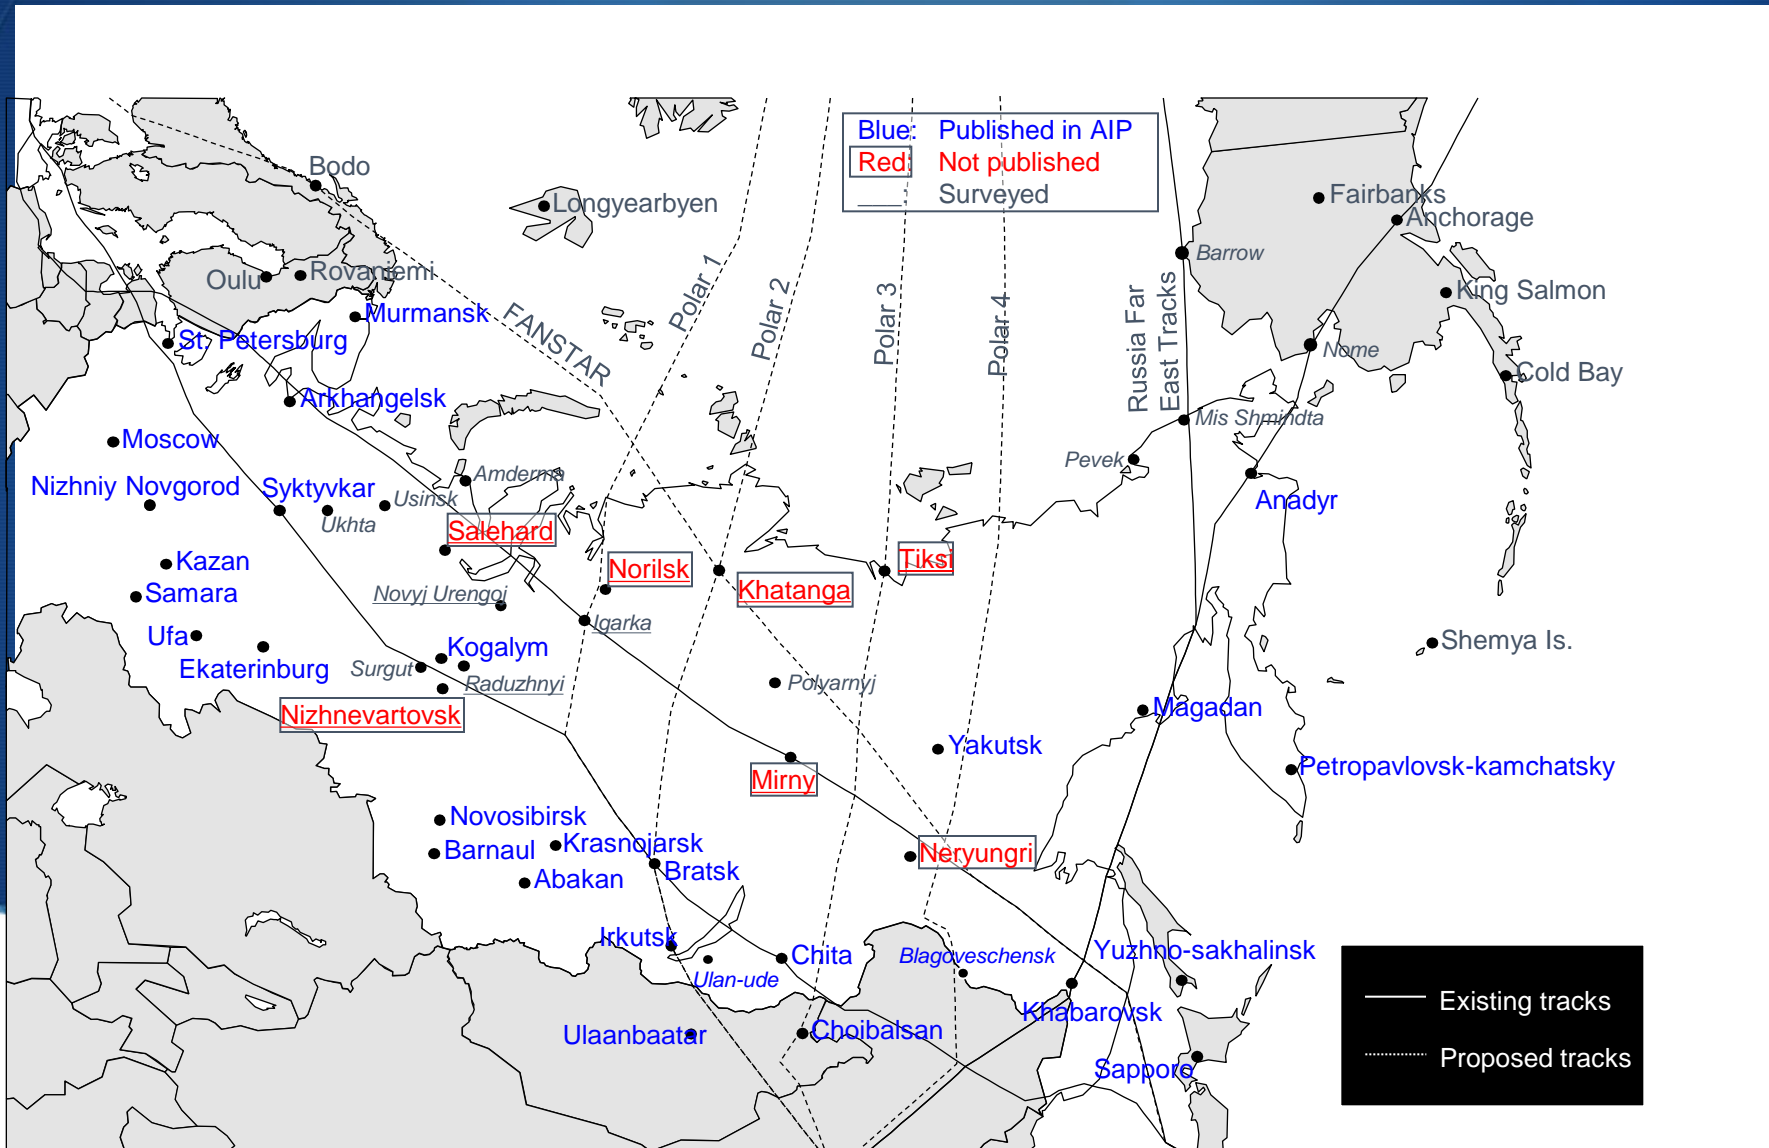 Blue: Published in AIP
Red: Not published
____: Surveyed
Bodo
Longyearbyen
Fairbanks
Anchorage
Barrow
Oulu
Rovaniemi
King Salmon
Murmansk
FANSTAR
Polar 1
Polar 2
Polar 3
Polar 4
Russia Far
East Tracks
St. Petersburg
Nome
Cold Bay
Arkhangelsk
Mis Shmindta
Moscow
Pevek
Amderma
Nizhniy Novgorod
Syktyvkar
Usinsk
Anadyr
Ukhta
Salehard
Kazan
Norilsk
Khatanga
Tiksi
Samara
Novyj Urengoj
Igarka
Ufa
Ekaterinburg
Kogalym
Surgut
Raduzhnyi
Polyarnyj
Shemya Is.
Nizhnevartovsk
Magadan
Yakutsk
Mirny
Petropavlovsk-kamchatsky
Novosibirsk
Barnaul
Krasnojarsk
Abakan
Bratsk
Neryungri
Irkutsk
Chita
Ulan-ude
Blagoveschensk
Yuzhno-sakhalinsk
Khabarovsk
Ulaanbaatar
Choibalsan
Sapporo
Existing tracks
Proposed tracks